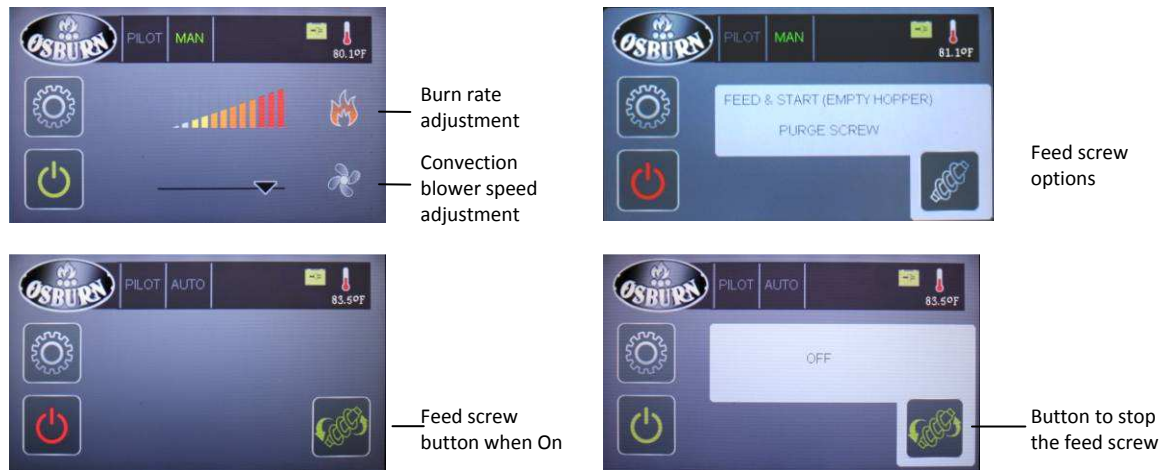 OSBURN PILOT MAN 80.1ºF
Burn rate
adjustment
Convection
blower speed
adjustment
OSBURN PILOT MAN 81.1ºF
FEED & START (EMPTY HOPPER)
PURGE SCREW
Feed screw
options
OSBURN PILOT AUTO 83.5ºF
Feed screw
button when On
OSBURN PILOT AUTO 83.5ºF
OFF
Button to stop
the feed screw